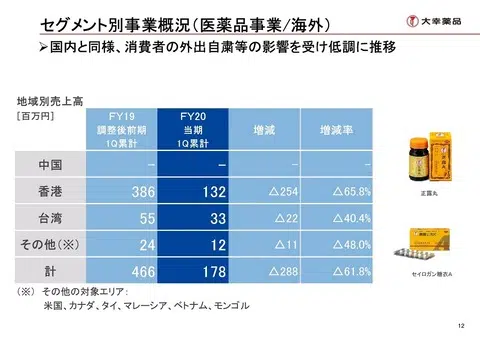 セグメント別事業概況（医薬品事業/海外）
大幸薬品
➤国内と同様、消費者の外出自粛等の影響を受け低調に推移
地域別売上高
[百万円]
FY19 調整後前期 1Q累計
FY20 当期 1Q累計
増減
増減率
中国 － － － －
香港 386 132 △254 △65.8%
台湾 55 33 △22 △40.4%
その他（※） 24 12 △11 △48.0%
計 466 178 △288 △61.8%
（※） その他の対象エリア：
米国、カナダ、タイ、マレーシア、ベトナム、モンゴル
正露丸
セイロガン糖衣A
12